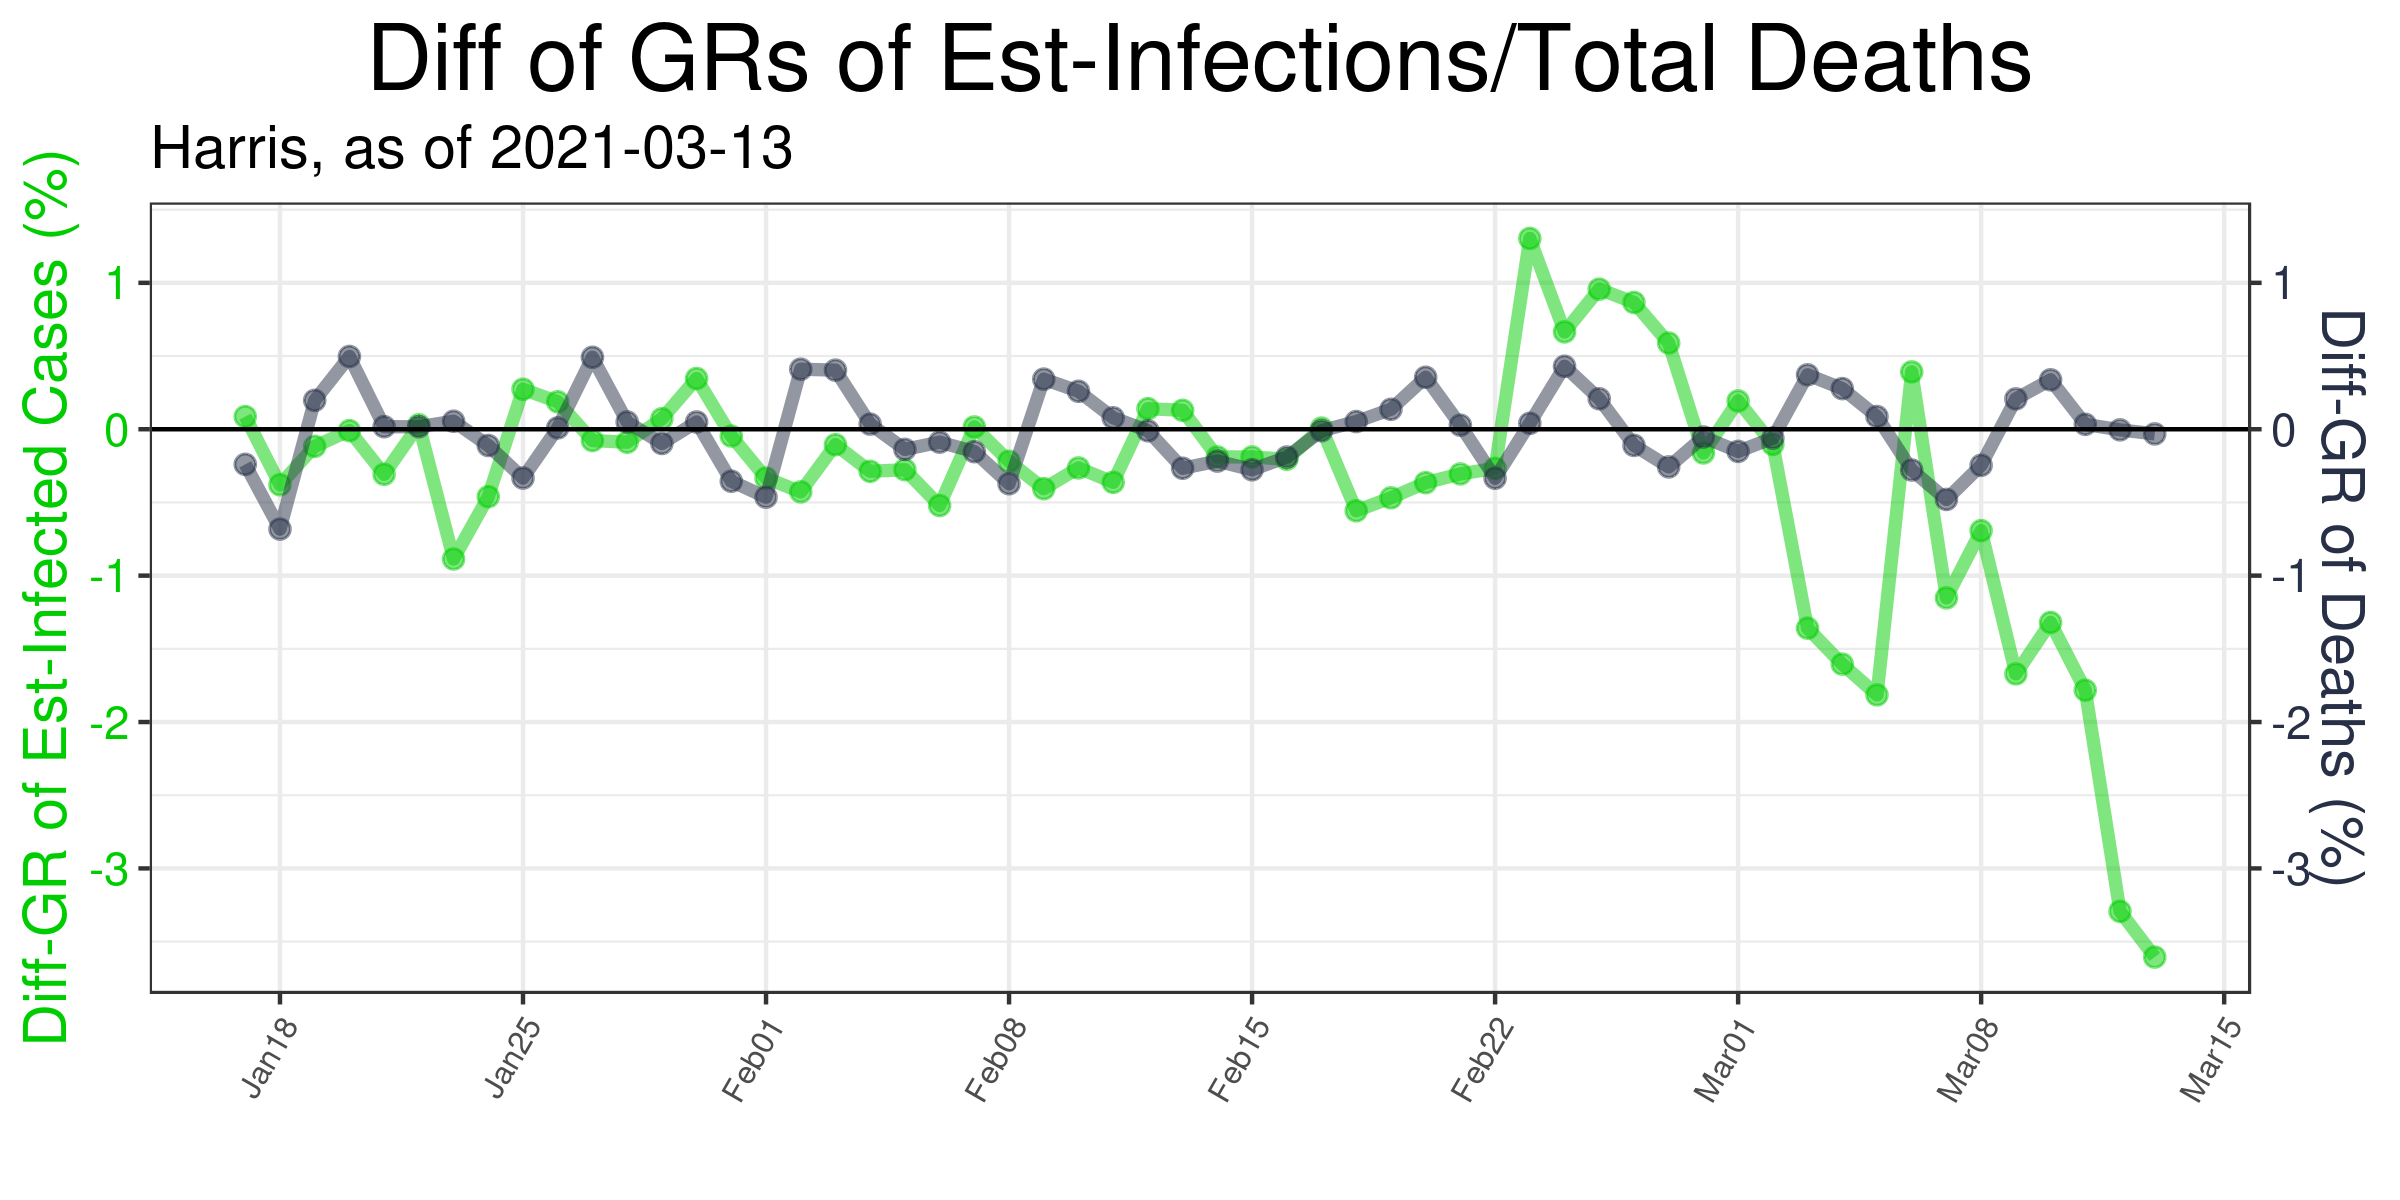 Diff of GRs of Est-Infections/Total Deaths
Harris, as of 2021-03-13
Diff-GR of Est-Infected Cases (%)
1
0
-1
-2
-3
1
0
-1
-2
-3
Diff-GR of Deaths (%)
Jan18
Jan25
Feb01
Feb08
Feb15
Feb22
Mar01
Mar08
Mar15